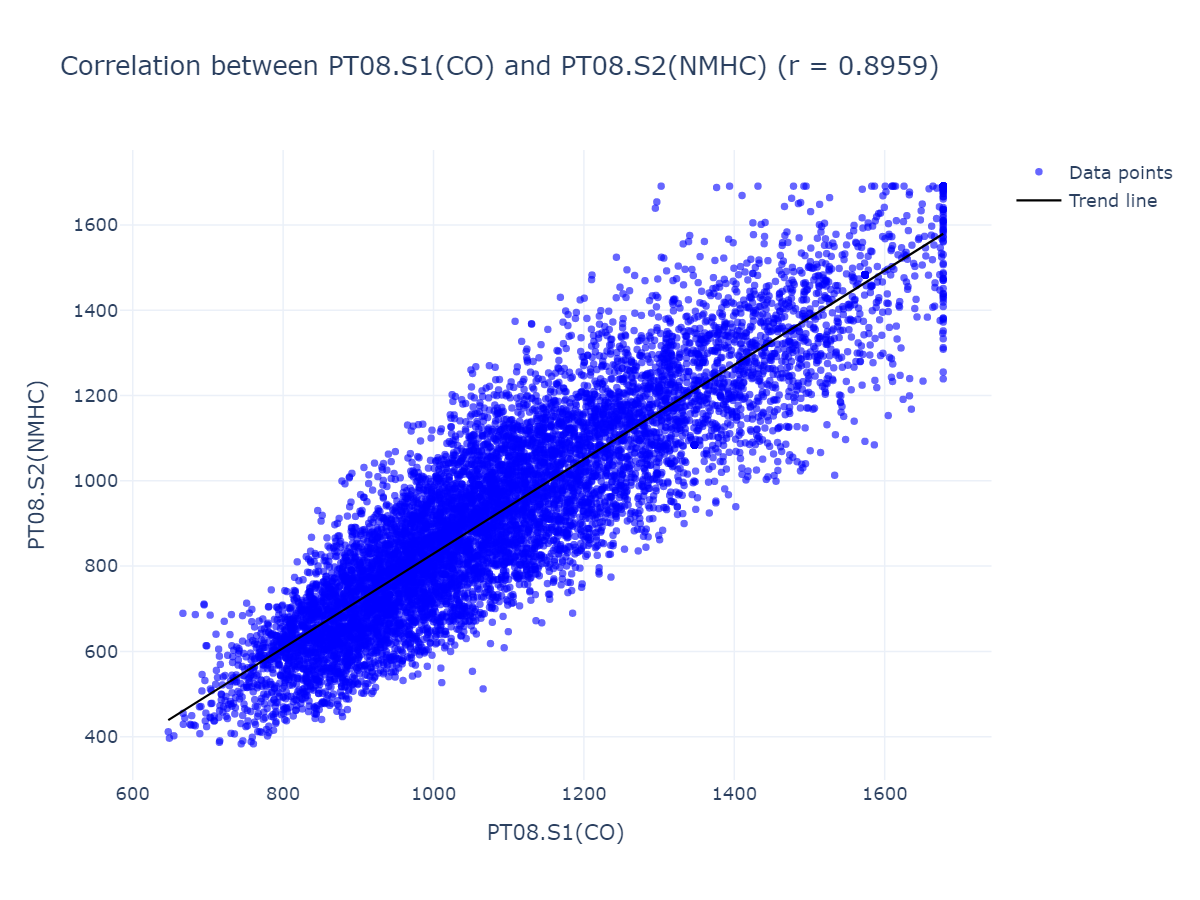 Correlation between PT08.S1(CO) and PT08.S2(NMHC) (r = 0.8959)
Data points
Trend line
1600
1400
1200
1000
800
600
400
PT08.S2(NMHC)
600 800 1000 1200 1400 1600
PT08.S1(CO)